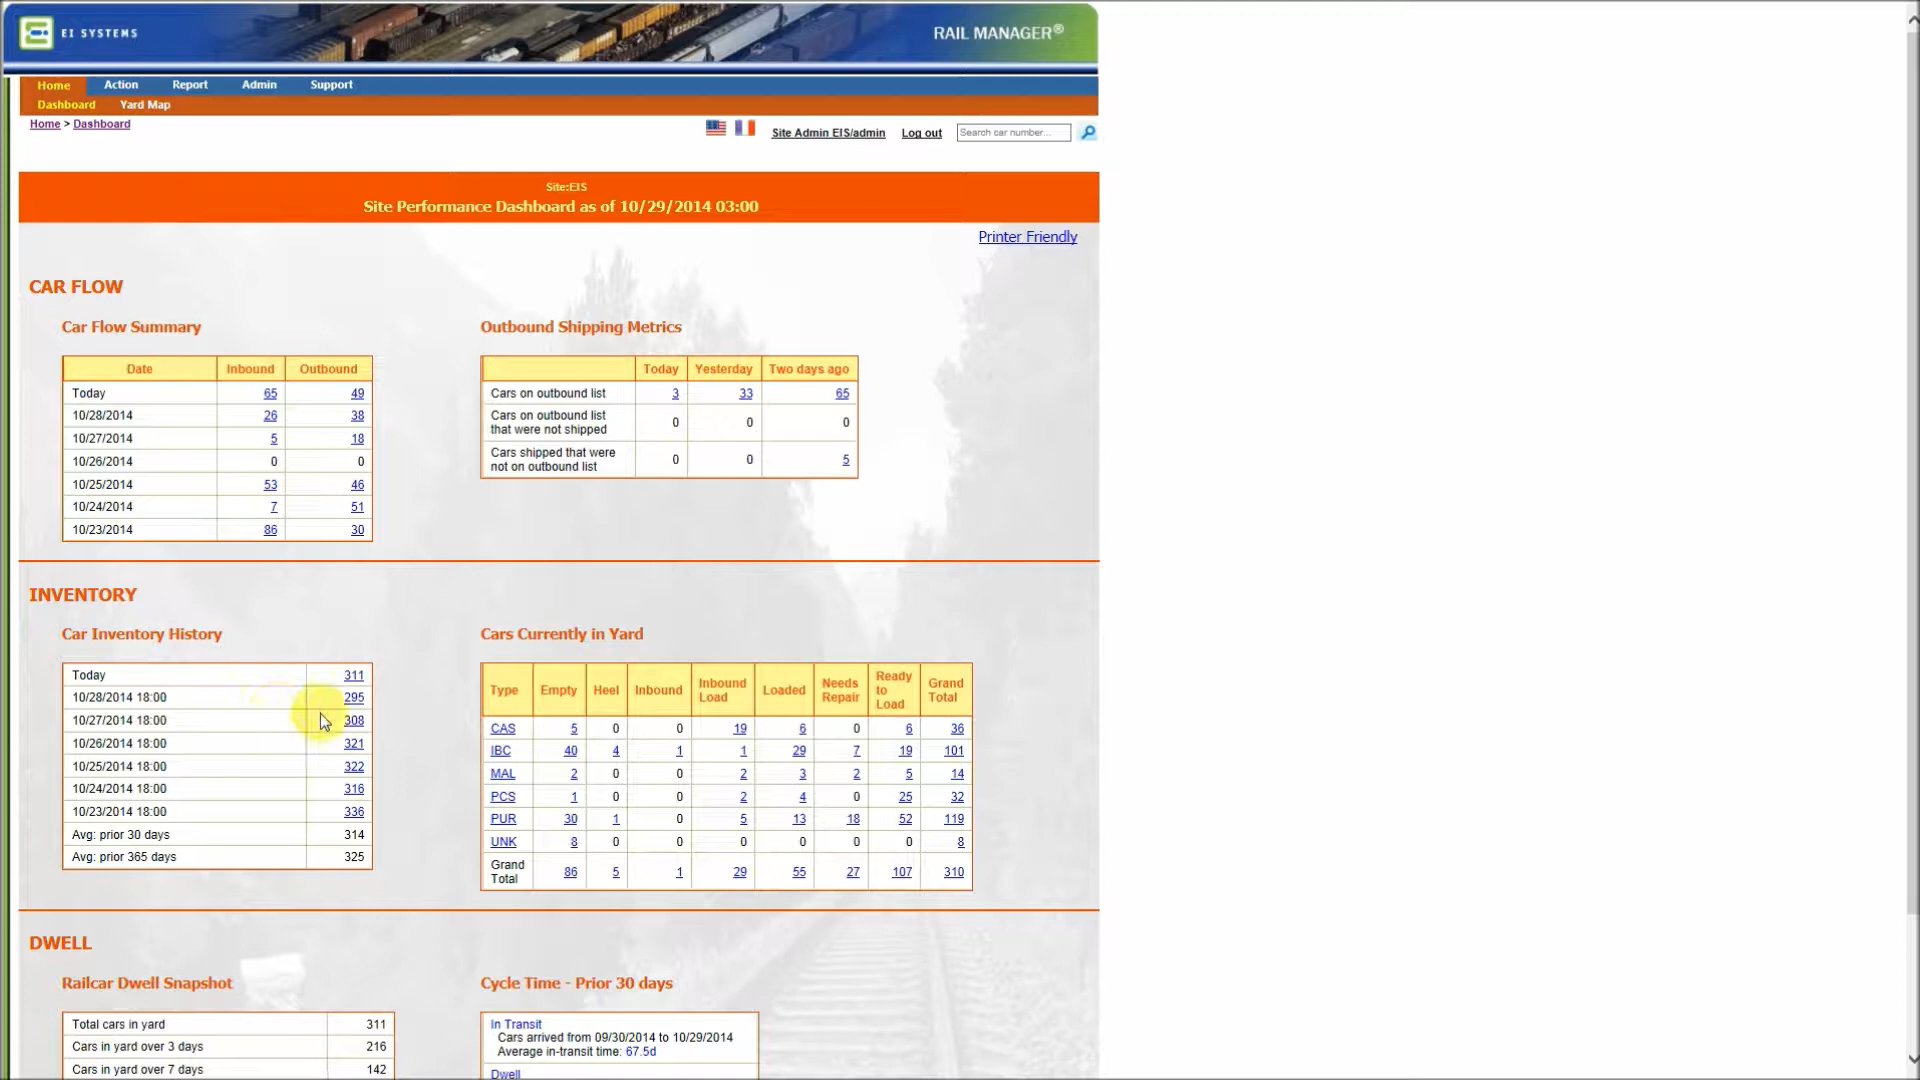 EI SYSTEMS
RAIL MANAGER®
Home Action Report Admin Support
Dashboard Yard Map
Home > Dashboard
Site Admin EIS/admin Log out Search car number...
Site:EIS
Site Performance Dashboard as of 10/29/2014 03:00
Printer Friendly
CAR FLOW
Car Flow Summary
Date Inbound Outbound
Today 65 49
10/28/2014 26 38
10/27/2014 5 18
10/26/2014 0 0
10/25/2014 53 46
10/24/2014 7 51
10/23/2014 86 30
Outbound Shipping Metrics
Today Yesterday Two days ago
Cars on outbound list 3 33 65
Cars on outbound list
that were not shipped 0 0 0
Cars shipped that were
not on outbound list 0 0 5
INVENTORY
Car Inventory History
Today 311
10/28/2014 18:00 295
10/27/2014 18:00 308
10/26/2014 18:00 321
10/25/2014 18:00 322
10/24/2014 18:00 316
10/23/2014 18:00 336
Avg: prior 30 days 314
Avg: prior 365 days 325
Cars Currently in Yard
Type Empty Heel Inbound Inbound Load Loaded Needs Repair Ready to Load Grand Total
CAS 5 0 0 19 6 0 6 36
IBC 40 4 1 1 29 7 19 101
MAL 2 0 0 2 3 2 5 14
PCS 1 0 0 2 4 0 25 32
PUR 30 1 0 5 13 18 52 119
UNK 8 0 0 0 0 0 0 8
Grand
Total 86 5 1 29 55 27 107 310
DWELL
Railcar Dwell Snapshot
Total cars in yard 311
Cars in yard over 3 days 216
Cars in yard over 7 days 142
Cycle Time - Prior 30 days
In Transit
Cars arrived from 09/30/2014 to 10/29/2014
Average in-transit time: 67.5d
Dwell